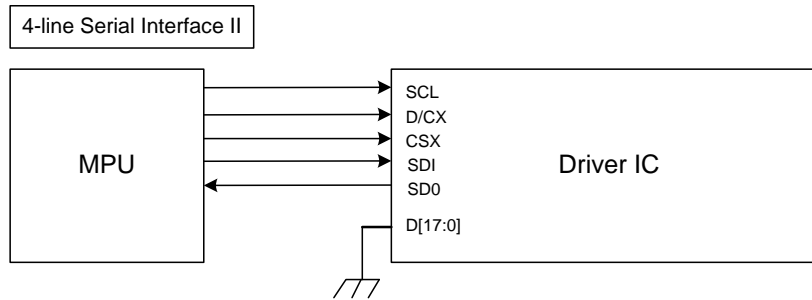 4-line Serial Interface II
MPU
SCL
D/CX
CSX
SDI
SD0
D[17:0]
Driver IC